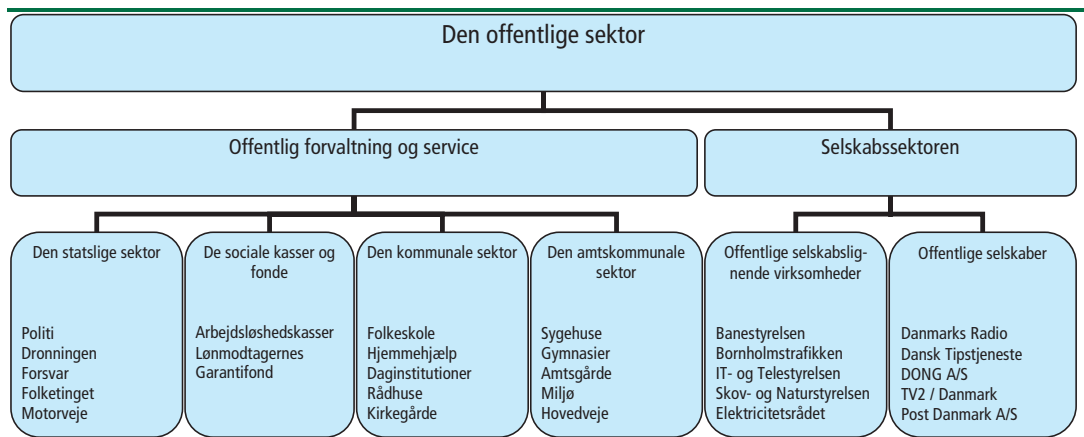 Den offentlige sektor
Offentlig forvaltning og service
Selskabssektoren
Den statslige sektor
Politi
Dronningen
Forsvar
Folketinget
Motorveje
De sociale kasser og
fonde
Arbejdsløshedskasser
Lønmodtagernes
Garantifond
Den kommunale sektor
Folkeskole
Hjemmehjælp
Daginstitutioner
Rådhuse
Kirkegårde
Den amtskommunale
sektor
Sygehuse
Gymnasier
Amtsgårde
Miljø
Hovedveje
Offentlige selskabslig-
nende virksomheder
Banestyrelsen
Bornholmstrafikken
IT- og Telestyrelsen
Skov- og Naturstyrelsen
Elektricitetsrådet
Offentlige selskaber
Danmarks Radio
Dansk Tipstjeneste
DONG A/S
TV2 / Danmark
Post Danmark A/S